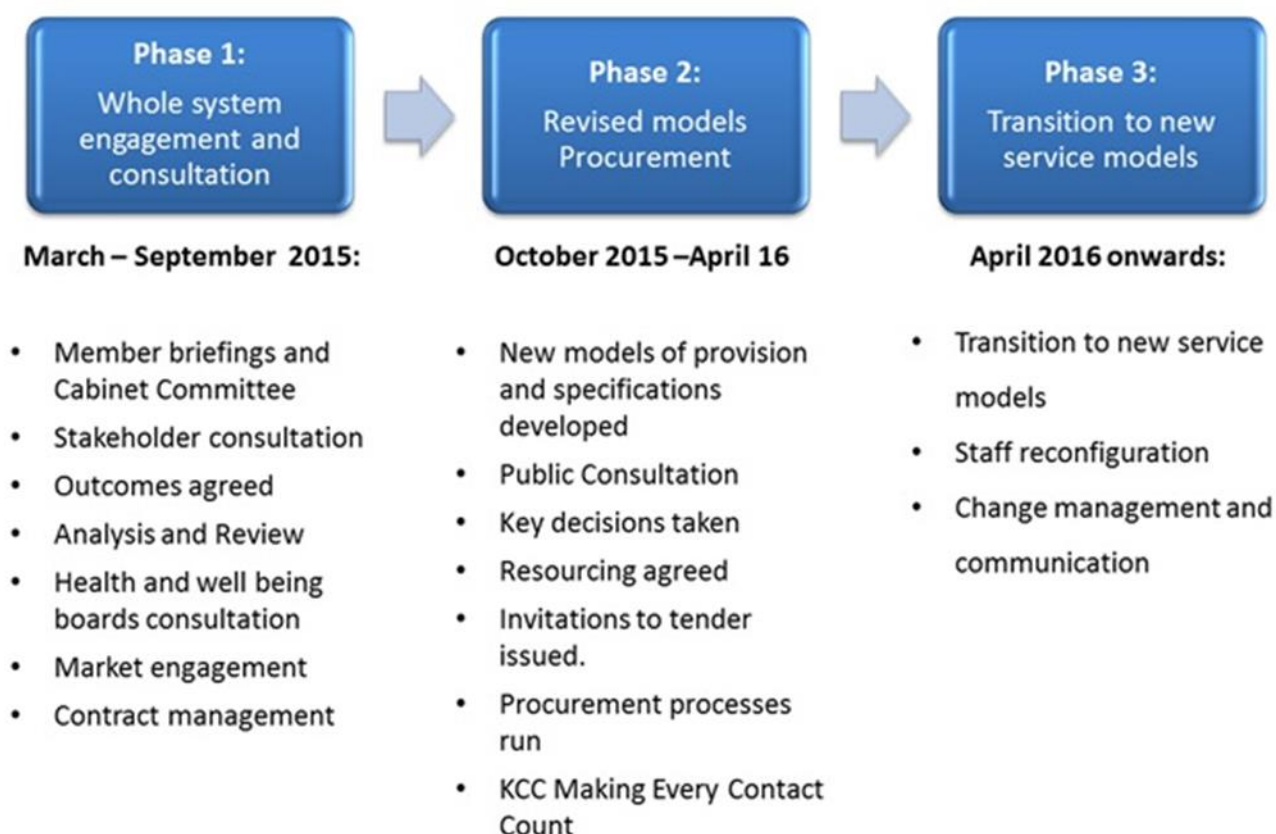 Phase 1:
Whole system
engagement and
consultation
March – September 2015:
• Member briefings and
Cabinet Committee
• Stakeholder consultation
• Outcomes agreed
• Analysis and Review
• Health and well being
boards consultation
• Market engagement
• Contract management
Phase 2:
Revised models
Procurement
October 2015 –April 16
• New models of provision
and specifications
developed
• Public Consultation
• Key decisions taken
• Resourcing agreed
• Invitations to tender
issued.
• Procurement processes
run
• KCC Making Every Contact
Count
Phase 3:
Transition to new
service models
April 2016 onwards:
• Transition to new service
models
• Staff reconfiguration
• Change management and
communication